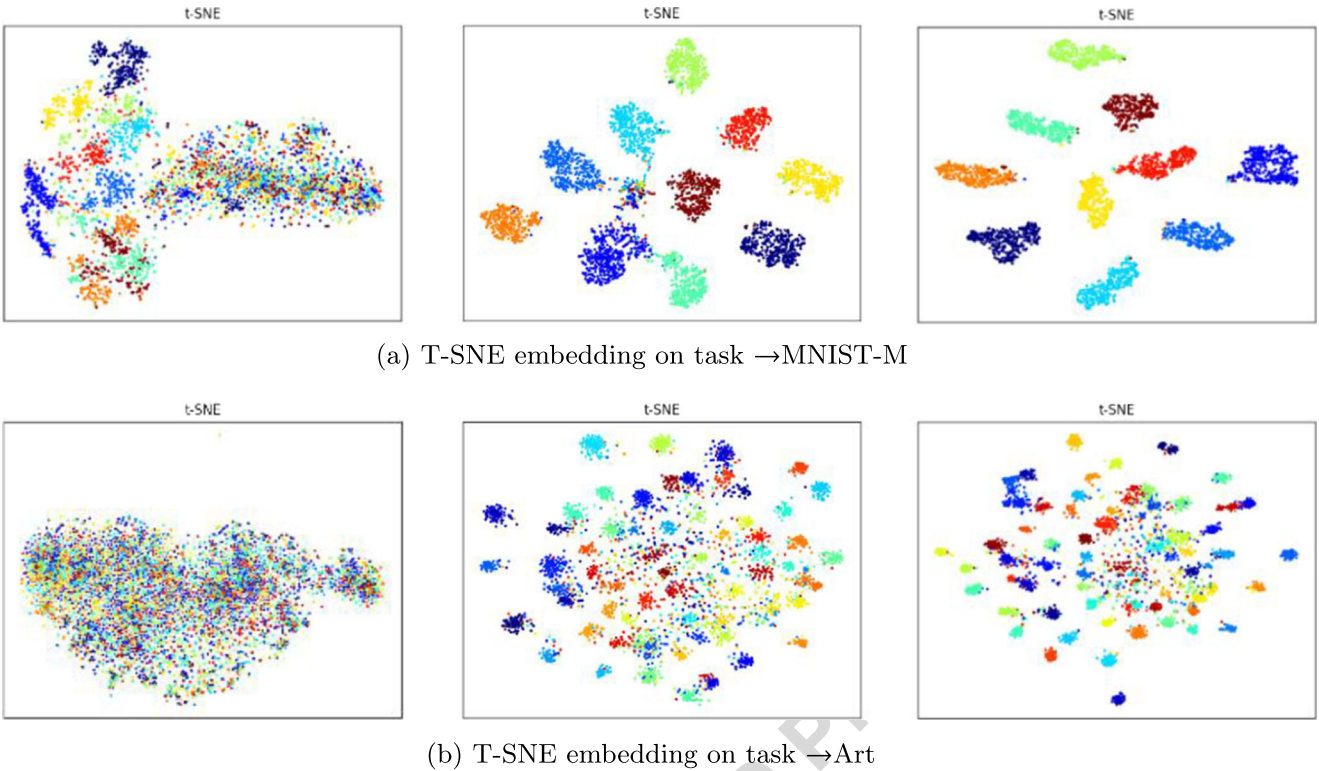 t-SNE t-SNE t-SNE
(a) T-SNE embedding on task →MNIST-M
t-SNE t-SNE t-SNE
(b) T-SNE embedding on task →Art